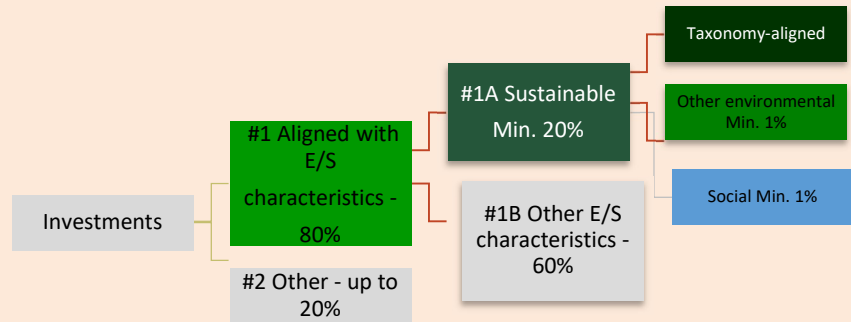 Investments
#1 Aligned with
E/S
characteristics -
80%
#2 Other - up to
20%
#1A Sustainable
Min. 20%
#1B Other E/S
characteristics -
60%
Taxonomy-aligned
Other environmental
Min. 1%
Social Min. 1%